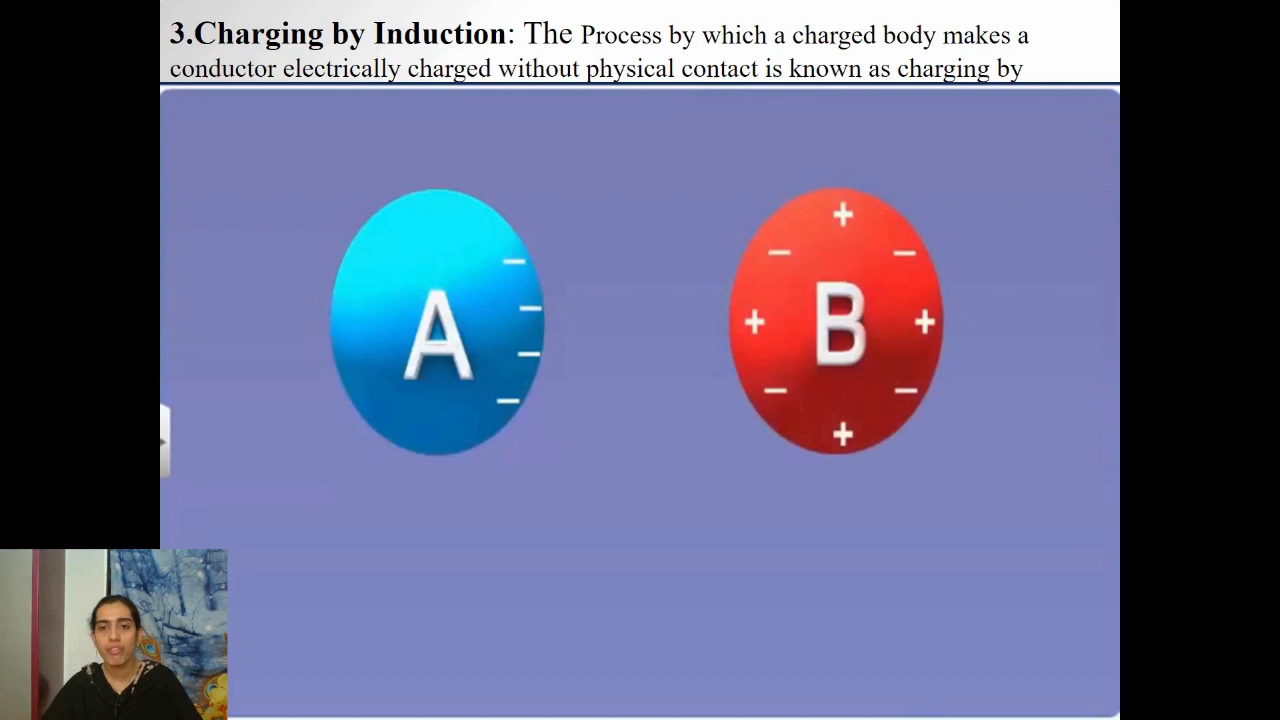 3.Charging by Induction: The Process by which a charged body makes a
conductor electrically charged without physical contact is known as charging by
A
B